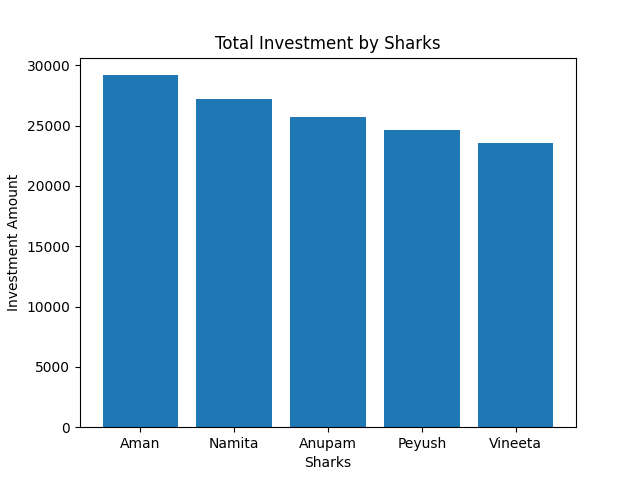 Total Investment by Sharks
30000
25000
20000
15000
10000
5000
0
Investment Amount
Aman Namita Anupam Peyush Vineeta
Sharks